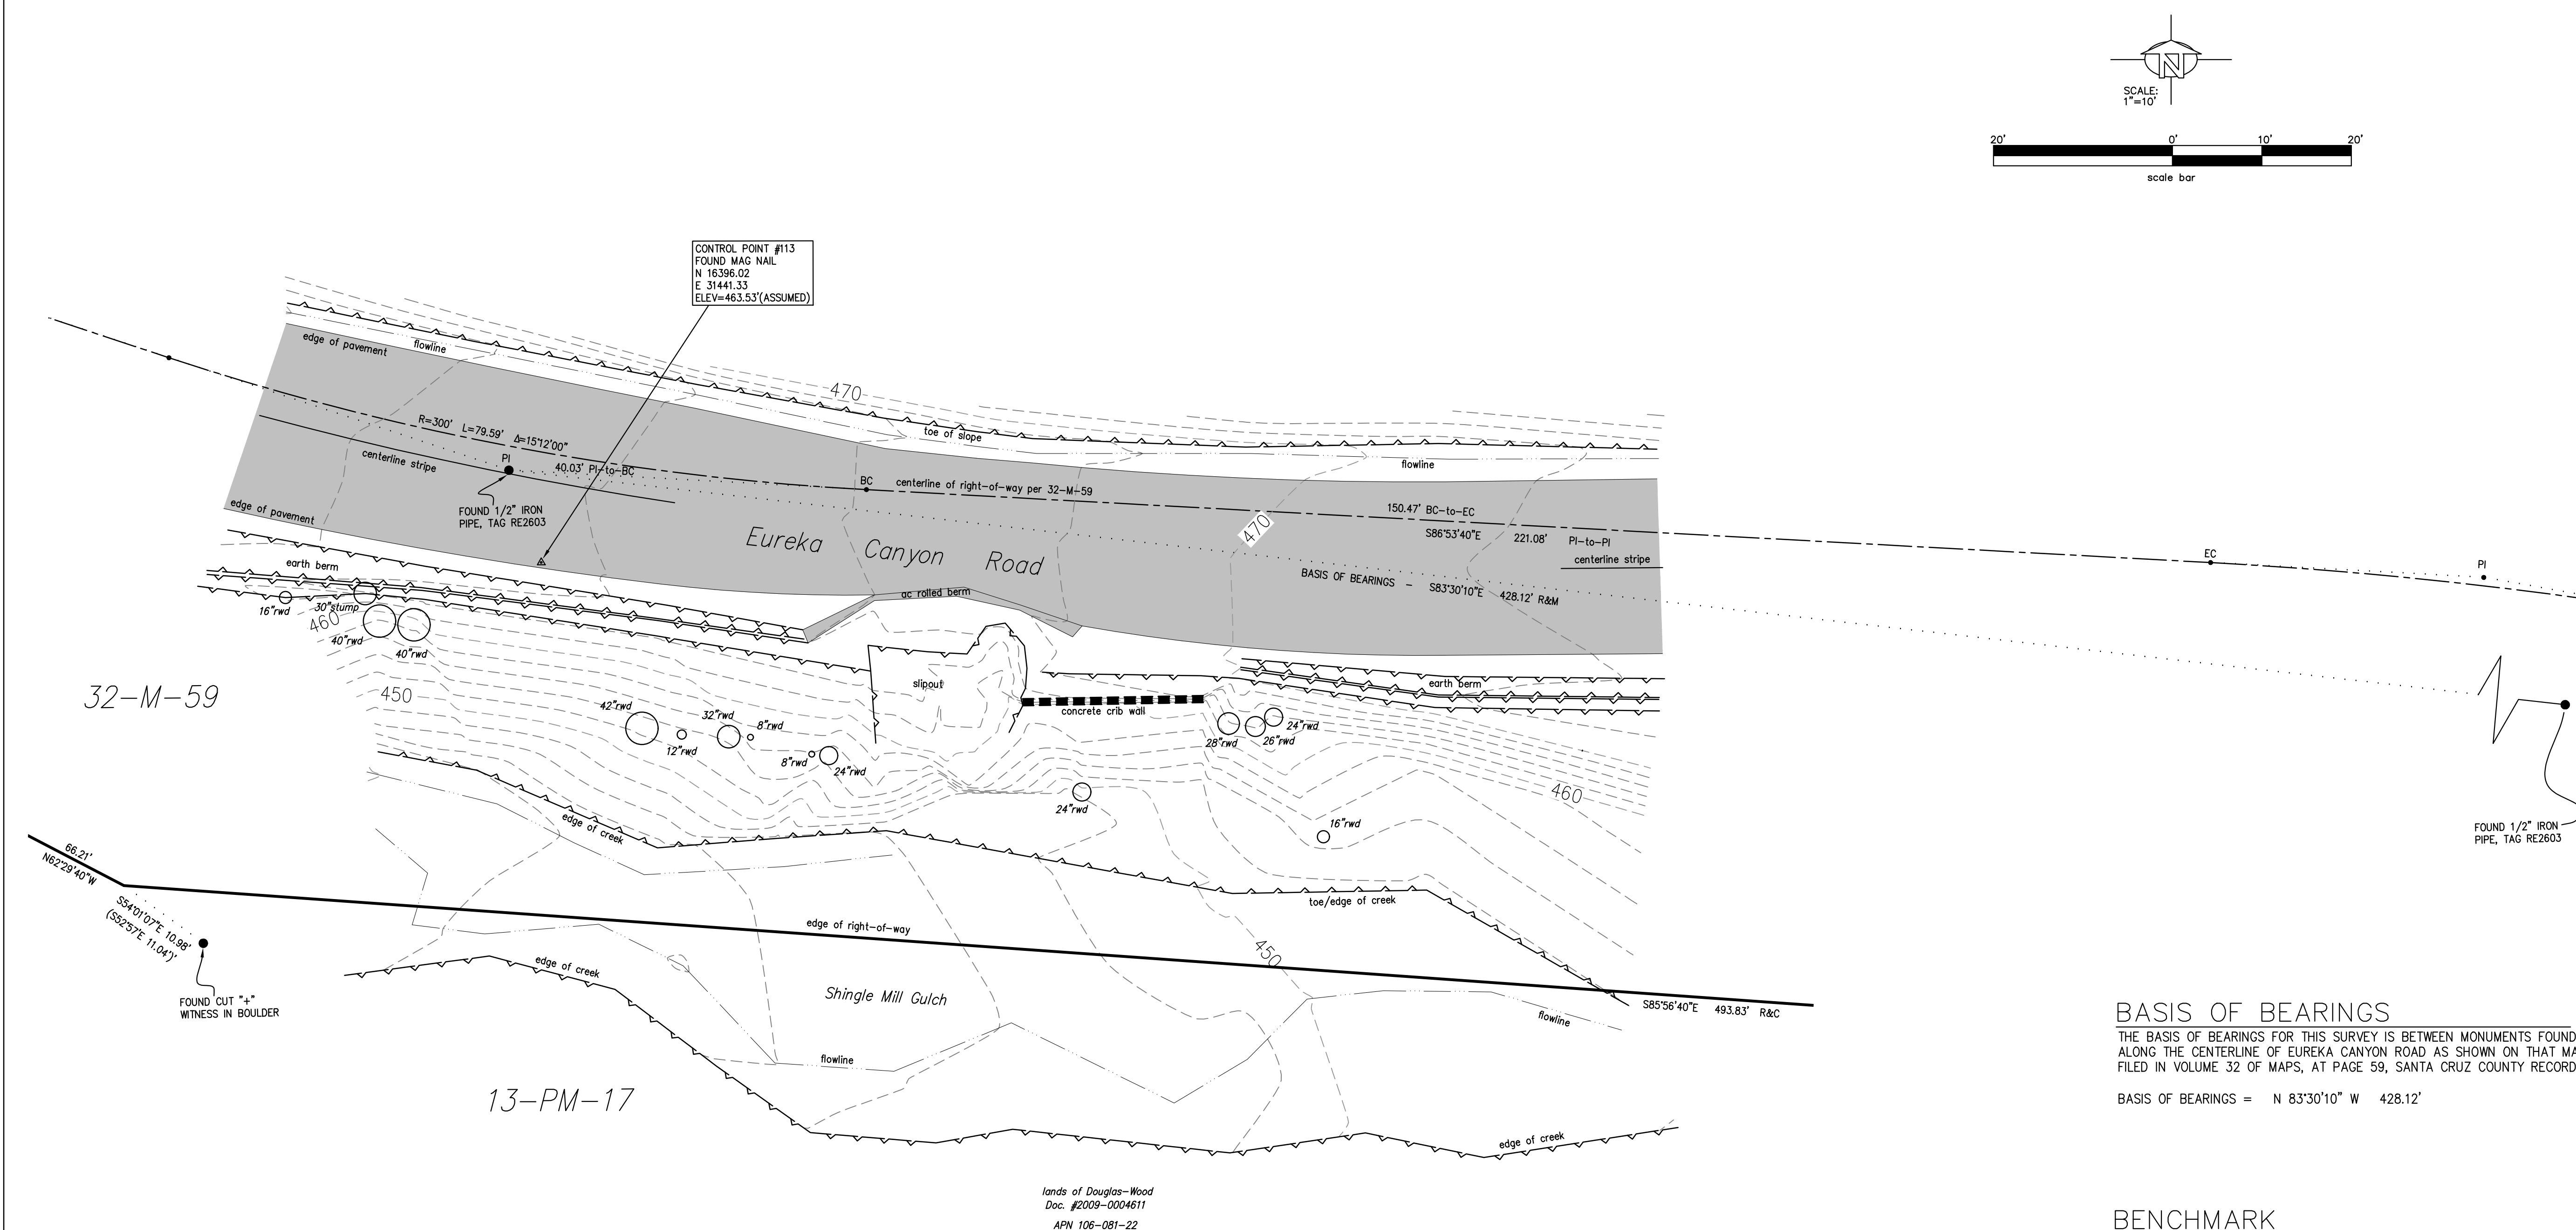 SCALE:
1"=10'
20' 0' 10' 20'
scale bar
CONTROL POINT #113
FOUND MAG NAIL
N 16396.02
E 31441.33
ELEV=463.53'(ASSUMED)
edge of pavement
flowline
470
toe of slope
R=300' L=79.59' Δ=15°12'00"
centerline stripe
PI
40.03' PI-to-BC
BC
centerline of right-of-way per 32-M-59
flowline
FOUND 1/2" IRON
PIPE, TAG RE2603
edge of pavement
150.47' BC-to-EC
S86°53'40"E 221.08' PI-to-PI
centerline stripe
470
Eureka Canyon Road
BASIS OF BEARINGS - S83°30'10"E 428.12' R&M
EC
PI
earth berm
ac rolled berm
16"rwd
30"stump
460
40"rwd
40"rwd
32-M-59
450
slipout
earth berm
concrete crib wall
42"rwd
12"rwd
32"rwd
8"rwd
8"rwd
24"rwd
28"rwd
26"rwd
24"rwd
24"rwd
16"rwd
460
FOUND 1/2" IRON
PIPE, TAG RE2603
edge of creek
66.21'
N62°29'40"W
S54°01'07"E 10.98'
(S52°57'E 11.04')'
toe/edge of creek
edge of right-of-way
450
FOUND CUT "+"
WITNESS IN BOULDER
edge of creek
Shingle Mill Gulch
S85°56'40"E 493.83' R&C
flowline
flowline
13-PM-17
edge of creek
BASIS OF BEARINGS
THE BASIS OF BEARINGS FOR THIS SURVEY IS BETWEEN MONUMENTS FOUND
ALONG THE CENTERLINE OF EUREKA CANYON ROAD AS SHOWN ON THAT MA
FILED IN VOLUME 32 OF MAPS, AT PAGE 59, SANTA CRUZ COUNTY RECORD
BASIS OF BEARINGS = N 83°30'10" W 428.12'
lands of Douglas-Wood
Doc. #2009-0004611
APN 106-081-22
BENCHMARK